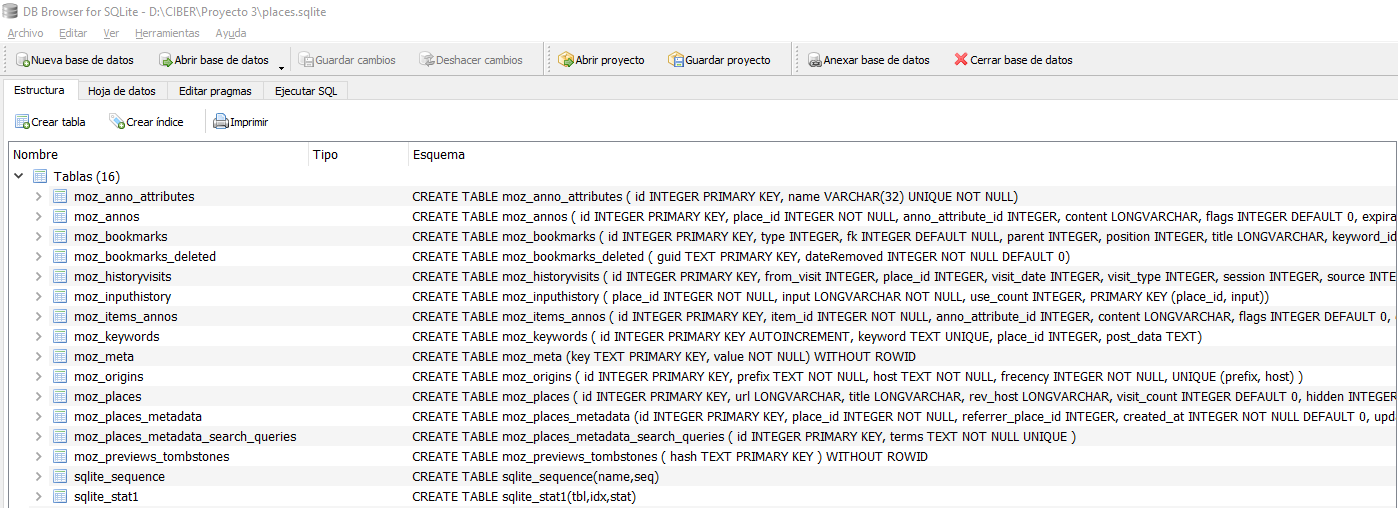 DB Browser for SQLite - D:\CIBER\Proyecto 3\places.sqlite
Archivo Editar Ver Herramientas Ayuda
Nueva base de datos Abrir base de datos Guardar cambios Deshacer cambios Abrir proyecto Guardar proyecto Anexar base de datos Cerrar base de datos
Estructura Hoja de datos Editar pragmas Ejecutar SQL
Crear tabla Crear índice Imprimir
Nombre Tipo Esquema
Tablas (16)
moz_anno_attributes CREATE TABLE moz_anno_attributes ( id INTEGER PRIMARY KEY, name VARCHAR(32) UNIQUE NOT NULL)
moz_annos CREATE TABLE moz_annos ( id INTEGER PRIMARY KEY, place_id INTEGER NOT NULL, anno_attribute_id INTEGER, content LONGVARCHAR, flags INTEGER DEFAULT 0, expira
moz_bookmarks CREATE TABLE moz_bookmarks ( id INTEGER PRIMARY KEY, type INTEGER, fk INTEGER DEFAULT NULL, parent INTEGER, position INTEGER, title LONGVARCHAR, keyword_id
moz_bookmarks_deleted CREATE TABLE moz_bookmarks_deleted ( guid TEXT PRIMARY KEY, dateRemoved INTEGER NOT NULL DEFAULT 0)
moz_historyvisits CREATE TABLE moz_historyvisits ( id INTEGER PRIMARY KEY, from_visit INTEGER, place_id INTEGER, visit_date INTEGER, visit_type INTEGER, session INTEGER, source INTE
moz_inputhistory CREATE TABLE moz_inputhistory ( place_id INTEGER NOT NULL, input LONGVARCHAR NOT NULL, use_count INTEGER, PRIMARY KEY (place_id, input))
moz_items_annos CREATE TABLE moz_items_annos ( id INTEGER PRIMARY KEY, item_id INTEGER NOT NULL, anno_attribute_id INTEGER, content LONGVARCHAR, flags INTEGER DEFAULT 0,
moz_keywords CREATE TABLE moz_keywords ( id INTEGER PRIMARY KEY AUTOINCREMENT, keyword TEXT UNIQUE, place_id INTEGER, post_data TEXT)
moz_meta CREATE TABLE moz_meta (key TEXT PRIMARY KEY, value NOT NULL) WITHOUT ROWID
moz_origins CREATE TABLE moz_origins ( id INTEGER PRIMARY KEY, prefix TEXT NOT NULL, host TEXT NOT NULL, frecency INTEGER NOT NULL, UNIQUE (prefix, host) )
moz_places CREATE TABLE moz_places ( id INTEGER PRIMARY KEY, url LONGVARCHAR, title LONGVARCHAR, rev_host LONGVARCHAR, visit_count INTEGER DEFAULT 0, hidden INTEGER
moz_places_metadata CREATE TABLE moz_places_metadata (id INTEGER PRIMARY KEY, place_id INTEGER NOT NULL, referrer_place_id INTEGER, created_at INTEGER NOT NULL DEFAULT 0, upd
moz_places_metadata_search_queries CREATE TABLE moz_places_metadata_search_queries ( id INTEGER PRIMARY KEY, terms TEXT NOT NULL UNIQUE )
moz_previews_tombstones CREATE TABLE moz_previews_tombstones ( hash TEXT PRIMARY KEY ) WITHOUT ROWID
sqlite_sequence CREATE TABLE sqlite_sequence(name,seq)
sqlite_stat1 CREATE TABLE sqlite_stat1(tbl,idx,stat)